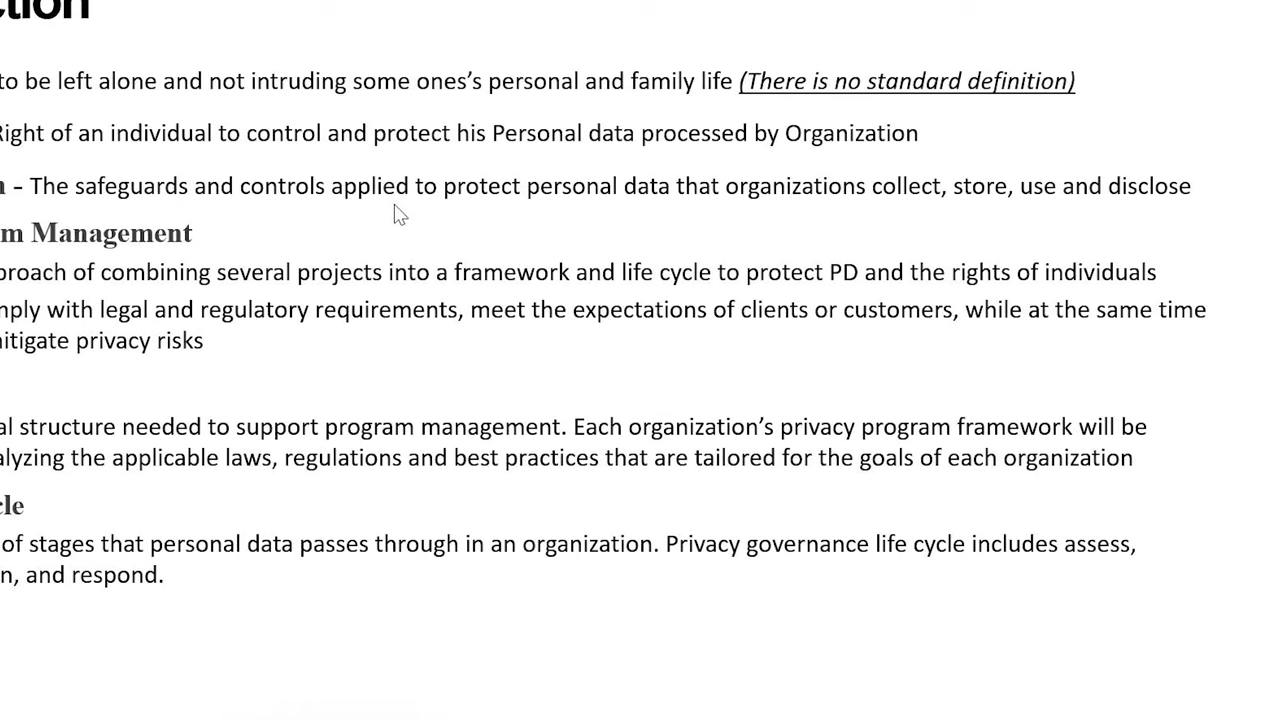 ction
to be left alone and not intruding some ones's personal and family life (There is no standard definition)
Right of an individual to control and protect his Personal data processed by Organization
n - The safeguards and controls applied to protect personal data that organizations collect, store, use and disclose
m Management
proach of combining several projects into a framework and life cycle to protect PD and the rights of individuals
mply with legal and regulatory requirements, meet the expectations of clients or customers, while at the same time
mitigate privacy risks
al structure needed to support program management. Each organization’s privacy program framework will be
alyzing the applicable laws, regulations and best practices that are tailored for the goals of each organization
cle
of stages that personal data passes through in an organization. Privacy governance life cycle includes assess,
n, and respond.